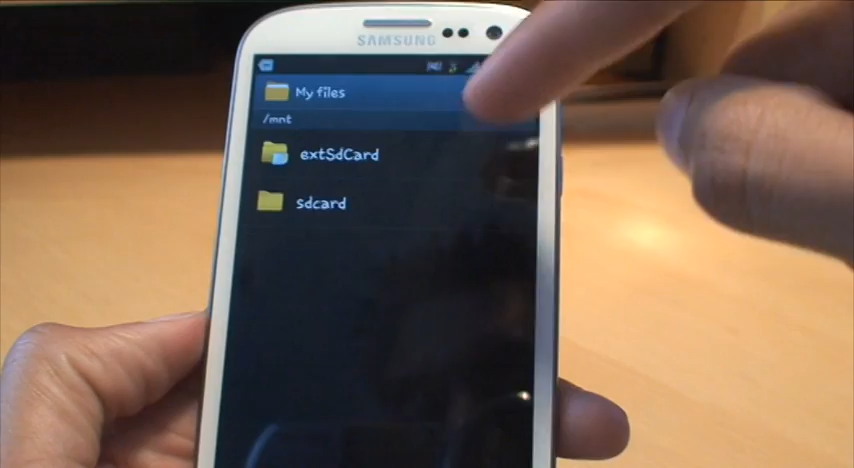 SAMSUNG
My files
/mnt
extSdCard
sdcard